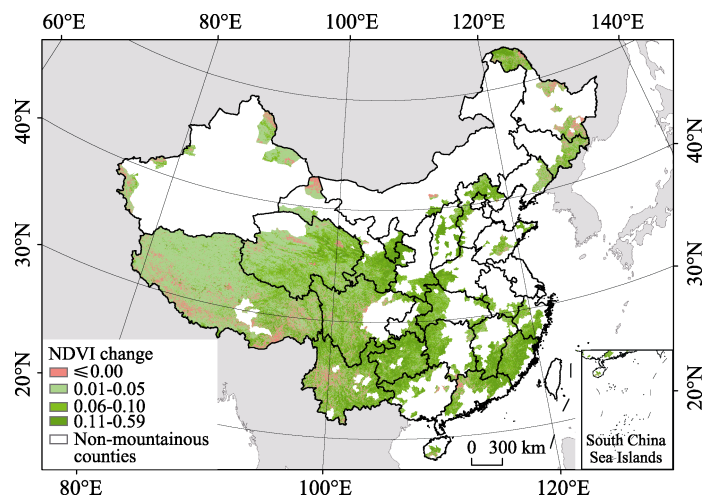 60°E 80°E 100°E 120°E 140°E
40°N 40°N
30°N 30°N
20°N 20°N
NDVI change
≤0.00
0.01-0.05
0.06-0.10
0.11-0.59
Non-mountainous
counties
0 300 km
South China
Sea Islands
80°E 100°E 120°E